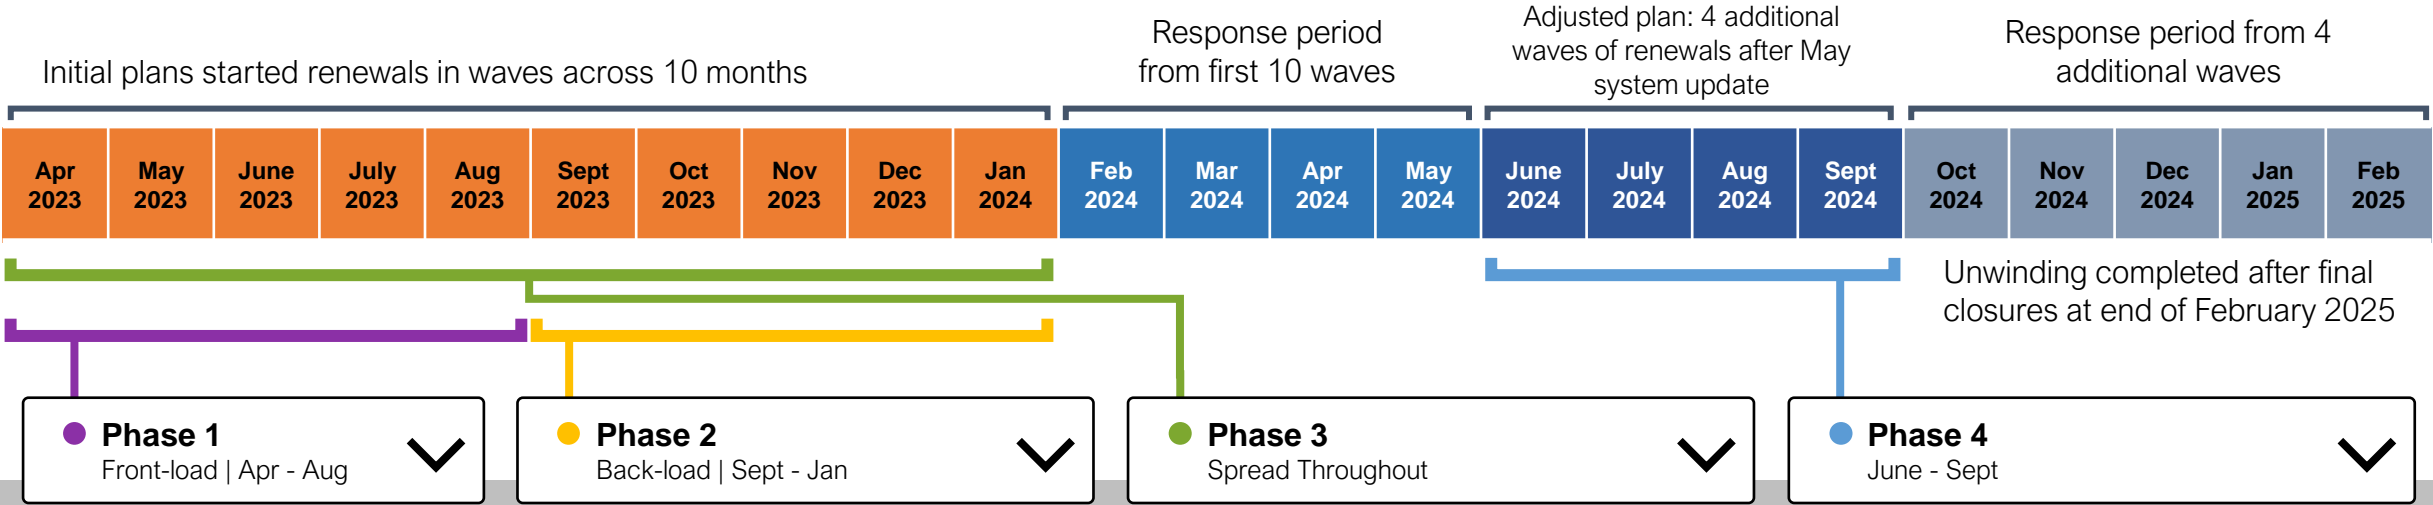 Initial plans started renewals in waves across 10 months
Response period
from first 10 waves
Adjusted plan: 4 additional
waves of renewals after May
system update
Response period from 4
additional waves
Apr
2023
May
2023
June
2023
July
2023
Aug
2023
Sept
2023
Oct
2023
Nov
2023
Dec
2023
Jan
2024
Feb
2024
Mar
2024
Apr
2024
May
2024
June
2024
July
2024
Aug
2024
Sept
2024
Oct
2024
Nov
2024
Dec
2024
Jan
2025
Feb
2025
Unwinding completed after final
closures at end of February 2025
Phase 1
Front-load | Apr - Aug
Phase 2
Back-load | Sept - Jan
Phase 3
Spread Throughout
Phase 4
June - Sept